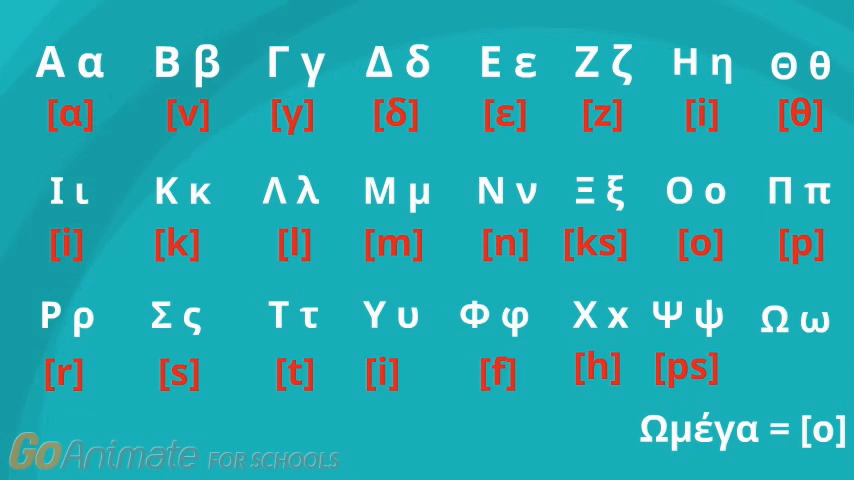 Α α Β β Γ γ Δ δ Ε ε Ζ ζ Η η Θ θ
[α] [v] [γ] [δ] [ε] [z] [i] [θ]
Ι ι Κ κ Λ λ Μ μ Ν ν Ξ ξ Ο ο Π π
[i] [k] [l] [m] [n] [ks] [o] [p]
Ρ ρ Σ ς Τ τ Υ υ Φ φ Χ x Ψ ψ Ω ω
[r] [s] [t] [i] [f] [h] [ps]
Ωμέγα = [o]
GoAnimate FOR SCHOOLS